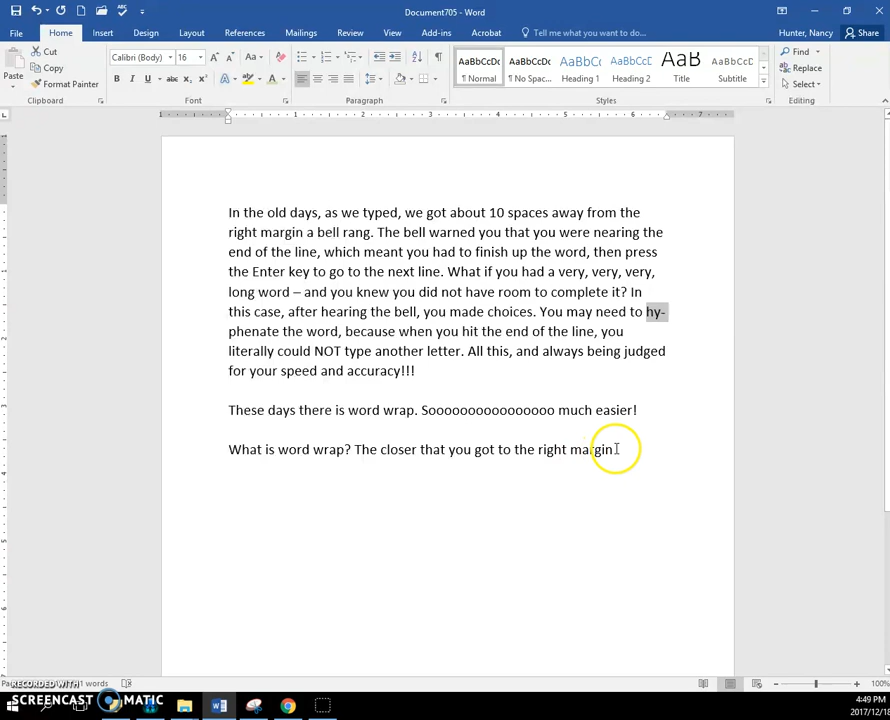 Document705 - Word
Hunter, Nancy
Share
File Home Insert Design Layout References Mailings Review View Add-ins Acrobat Tell me what you want to do...
Cut
Copy
Format Painter
Paste
Clipboard
Calibri (Body) 16
Font
Paragraph
AaBbCcDc AaBbCcDc AaBbCc AaBbCcD AaB AaBbCcD
¶ Normal ¶ No Spac... Heading 1 Heading 2 Title Subtitle
Styles
Find
Replace
Select
Editing
In the old days, as we typed, we got about 10 spaces away from the
right margin a bell rang. The bell warned you that you were nearing the
end of the line, which meant you had to finish up the word, then press
the Enter key to go to the next line. What if you had a very, very, very,
long word – and you knew you did not have room to complete it? In
this case, after hearing the bell, you made choices. You may need to hy-
phenate the word, because when you hit the end of the line, you
literally could NOT type another letter. All this, and always being judged
for your speed and accuracy!!!
These days there is word wrap. Soooooooooooooooo much easier!
What is word wrap? The closer that you got to the right margin
RECORDED WITH
SCREENCAST MATIC
1 words
100%
4:49 PM
2017/12/18